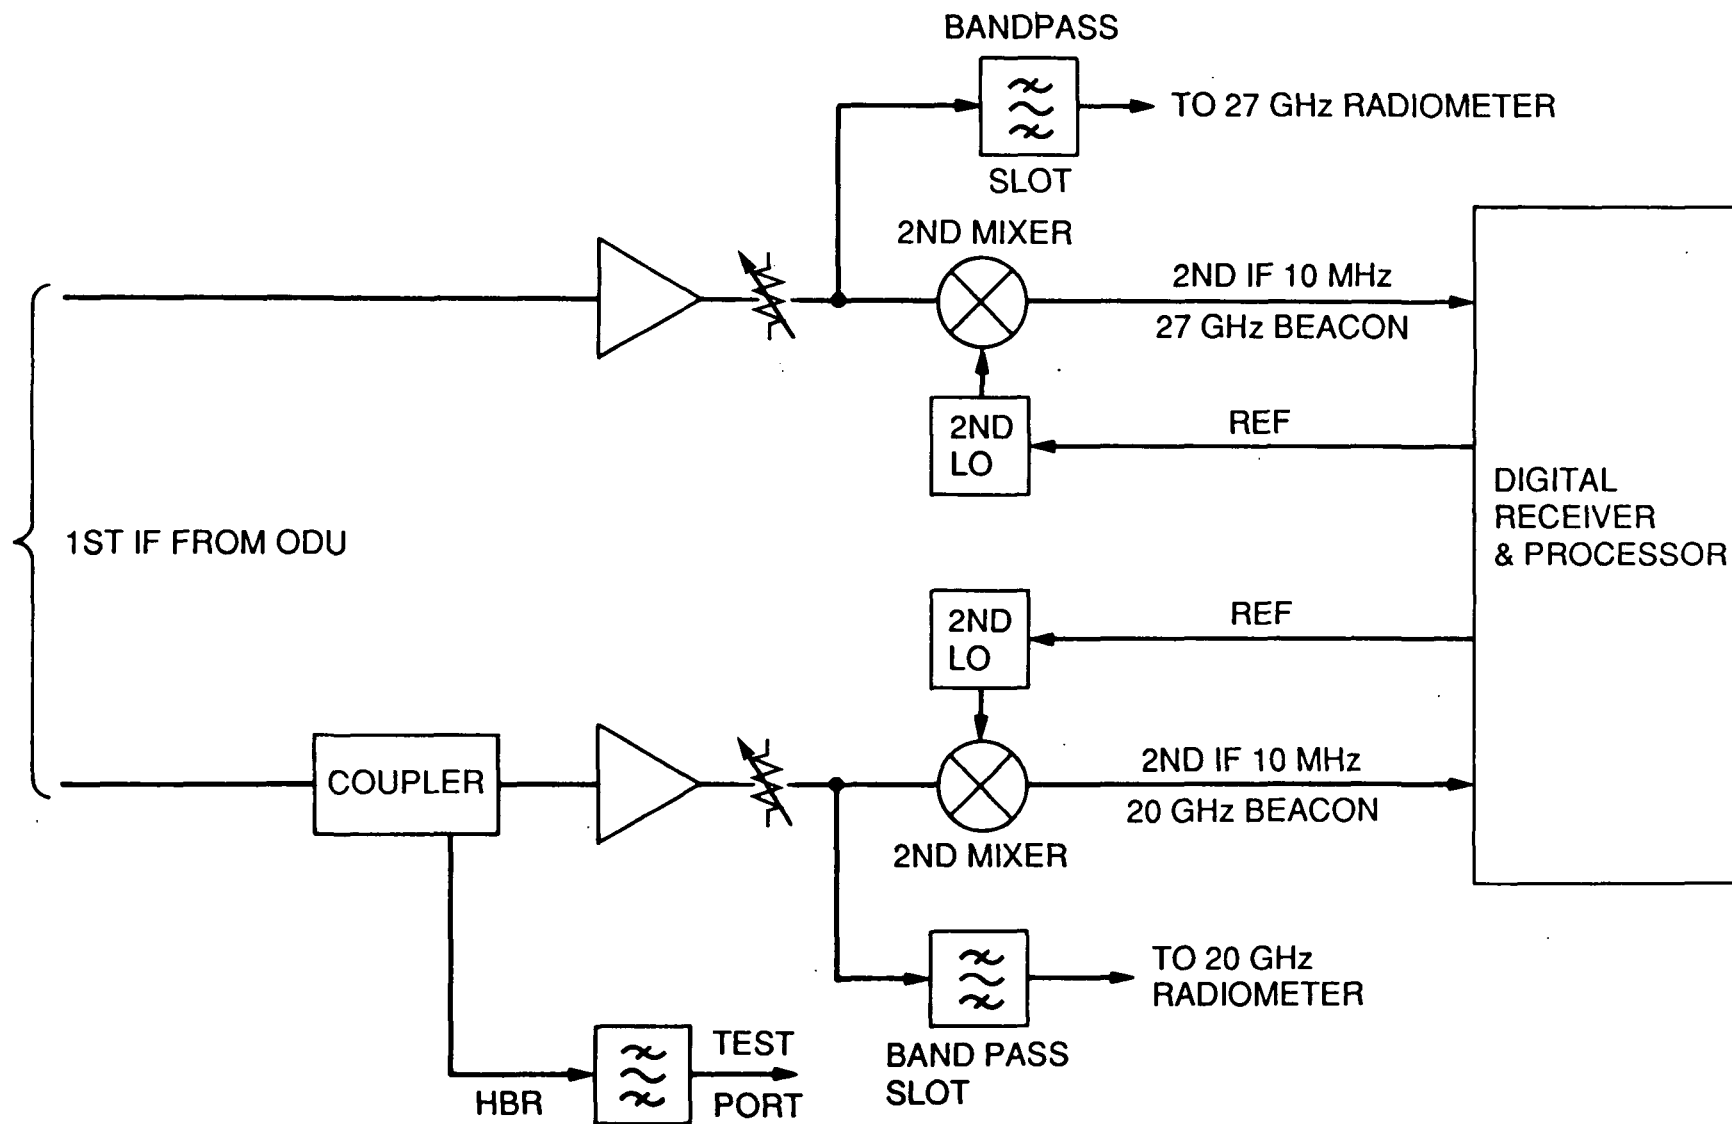 BANDPASS
TO 27 GHz RADIOMETER
SLOT
2ND MIXER
2ND IF 10 MHz
27 GHz BEACON
2ND
LO
REF
DIGITAL
RECEIVER
& PROCESSOR
1ST IF FROM ODU
2ND
LO
REF
COUPLER
2ND IF 10 MHz
20 GHz BEACON
2ND MIXER
TO 20 GHz
RADIOMETER
BAND PASS
SLOT
TEST
PORT
HBR